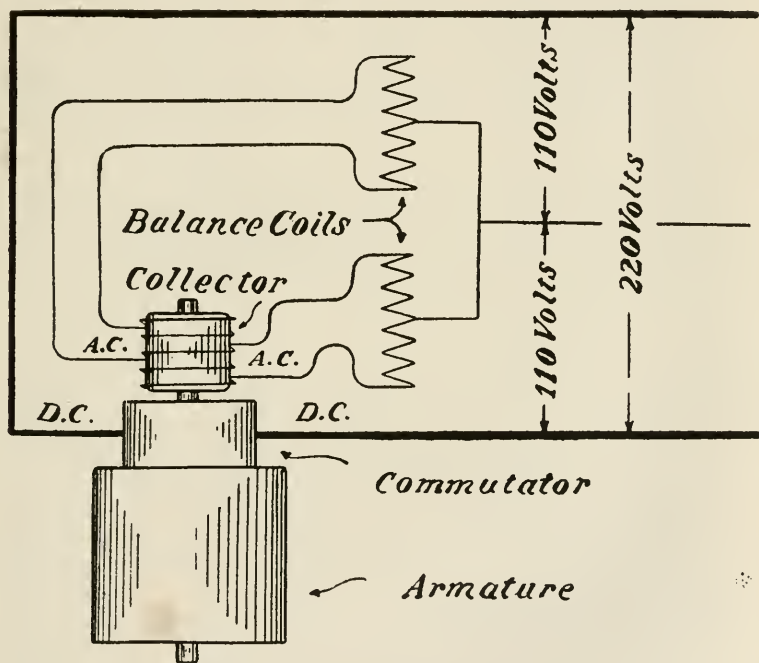 110 Volts
220 Volts
Balance Coils
Collector
A.C.
A.C.
110 Volts
D.C.
D.C.
Commutator
Armature